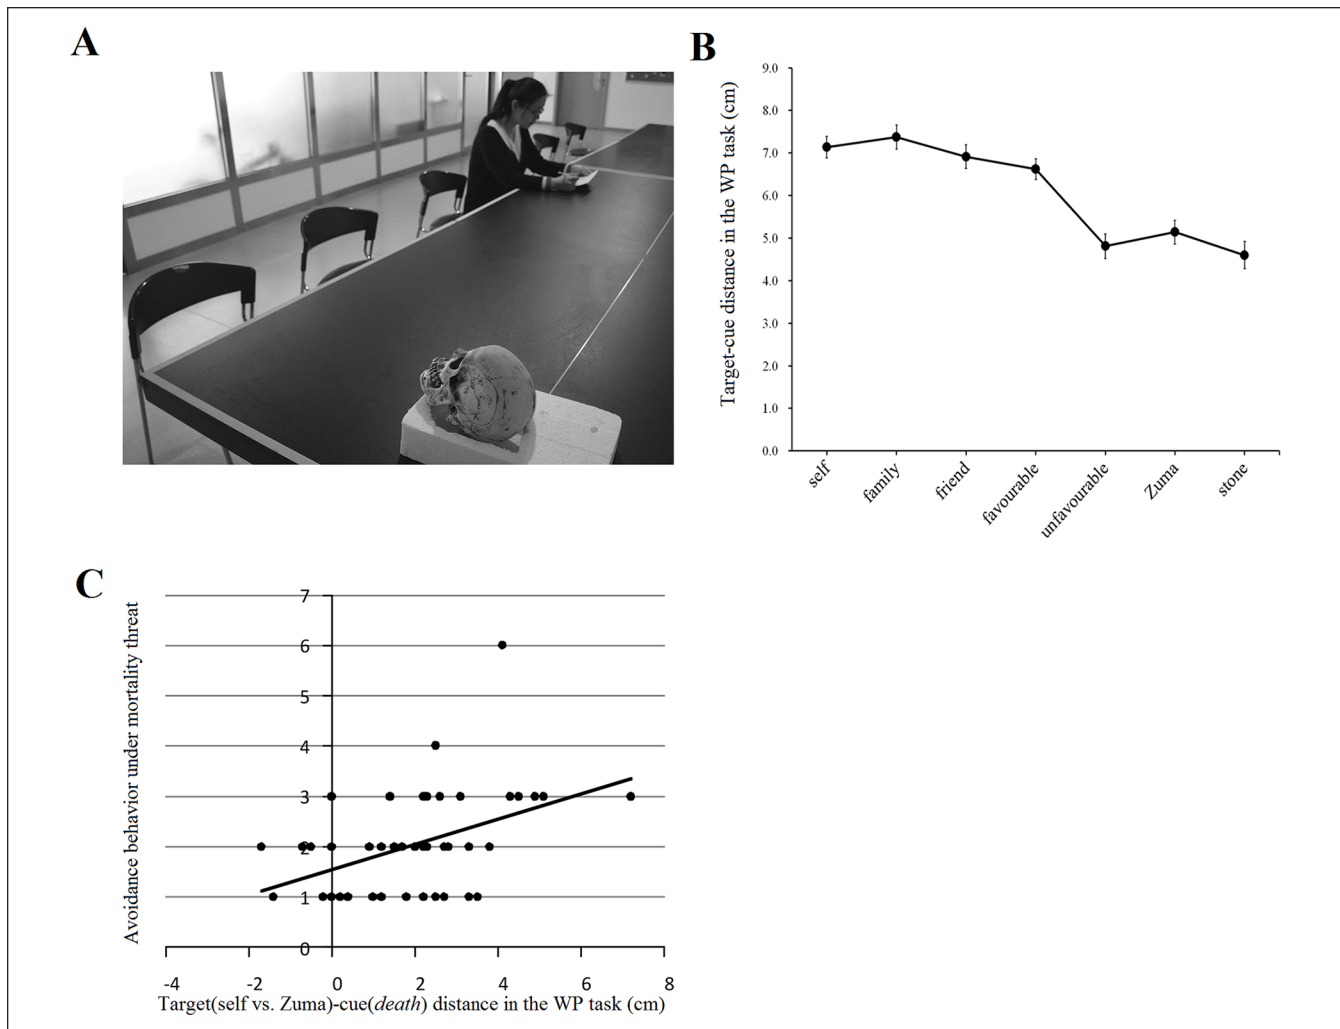 A
B
Target-cue distance in the WP task (cm)
9.0
8.0
7.0
6.0
5.0
4.0
3.0
2.0
1.0
0.0
self
family
friend
favourable
unfavourable
Zuma
stone
C
Avoidance behavior under mortality threat
7
6
5
4
3
2
1
0
-4 -2 0 2 4 6 8
Target(self vs. Zuma)-cue(death) distance in the WP task (cm)